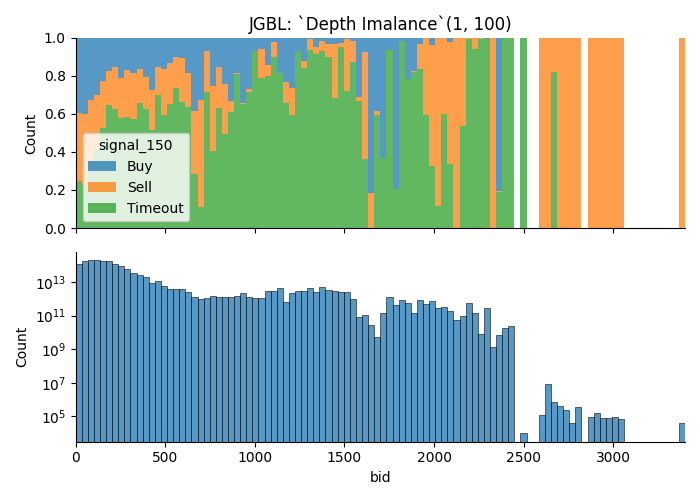 JGBL: `Depth Imalance`(1, 100)
1.0
0.8
0.6
0.4
0.2
0.0
Count
signal_150
Buy
Sell
Timeout
10^13
10^11
10^9
10^7
10^5
Count
0 500 1000 1500 2000 2500 3000
bid